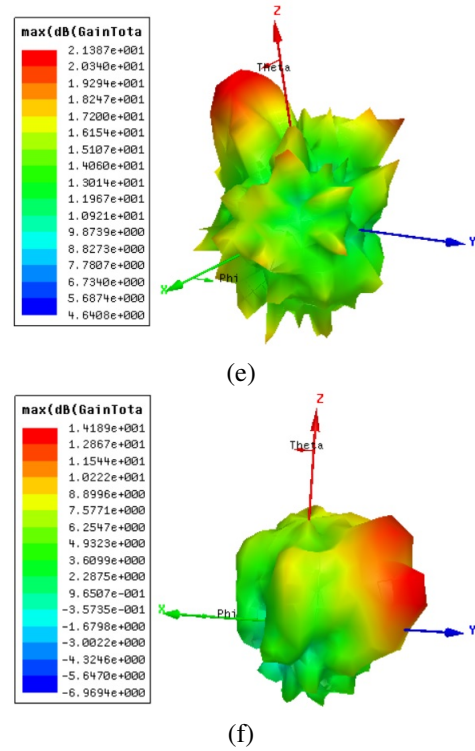 max(dB(GainTota
2.1387e+001
2.0340e+001
1.9294e+001
1.8247e+001
1.7200e+001
1.6154e+001
1.5107e+001
1.4060e+001
1.3014e+001
1.1967e+001
1.0921e+001
9.8739e+000
8.8273e+000
7.7807e+000
6.7340e+000
5.6874e+000
4.6408e+000
Z
Theta
Y
X
Phi
(e)
max(dB(GainTota
1.4189e+001
1.2867e+001
1.1544e+001
1.0222e+001
8.8996e+000
7.5771e+000
6.2547e+000
4.9323e+000
3.6099e+000
2.2875e+000
9.6507e-001
-3.5735e-001
-1.6798e+000
-3.0022e+000
-4.3246e+000
-5.6470e+000
-6.9694e+000
Z
Theta
X
Phi
Y
(f)